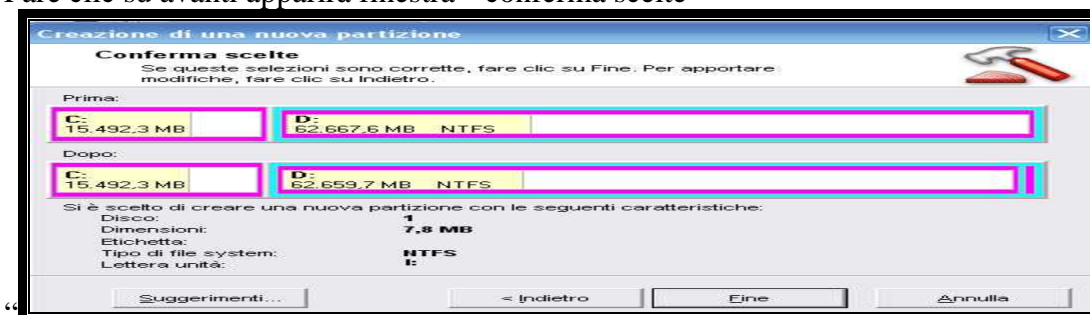 Fare clic su avanti apparirà finestra " conferma scelte
Creazione di una nuova partizione
Conferma scelte
Se queste selezioni sono corrette, fare clic su Fine. Per apportare
modifiche, fare clic su Indietro.
Prima:
C:
15.492,3 MB
D:
62.667,6 MB NTFS
Dopo:
C:
15.492,3 MB
D:
62.659,7 MB NTFS
Si è scelto di creare una nuova partizione con le seguenti caratteristiche:
Disco: 1
Dimensioni: 7,8 MB
Etichetta:
Tipo di file system: NTFS
Lettera unità: I:
Suggerimenti... < Indietro Fine Annulla
“